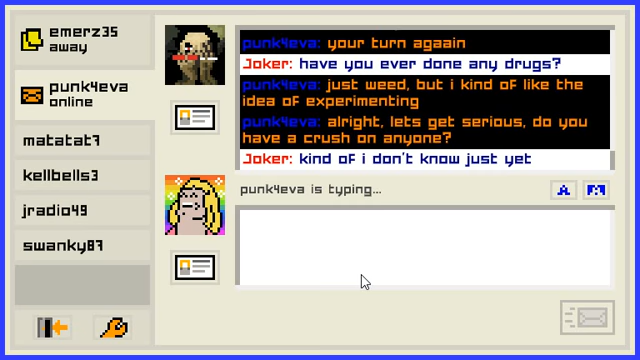 emerz35
away
punk4eva
online
matatat7
kellbells3
jradio49
swanky87
punk4eva: your turn agaain
Joker: have you ever done any drugs?
punk4eva: just weed, but i kind of like the
idea of experimenting
punk4eva: alright, lets get serious, do you
have a crush on anyone?
Joker: kind of i don't know just yet
punk4eva is typing...
A